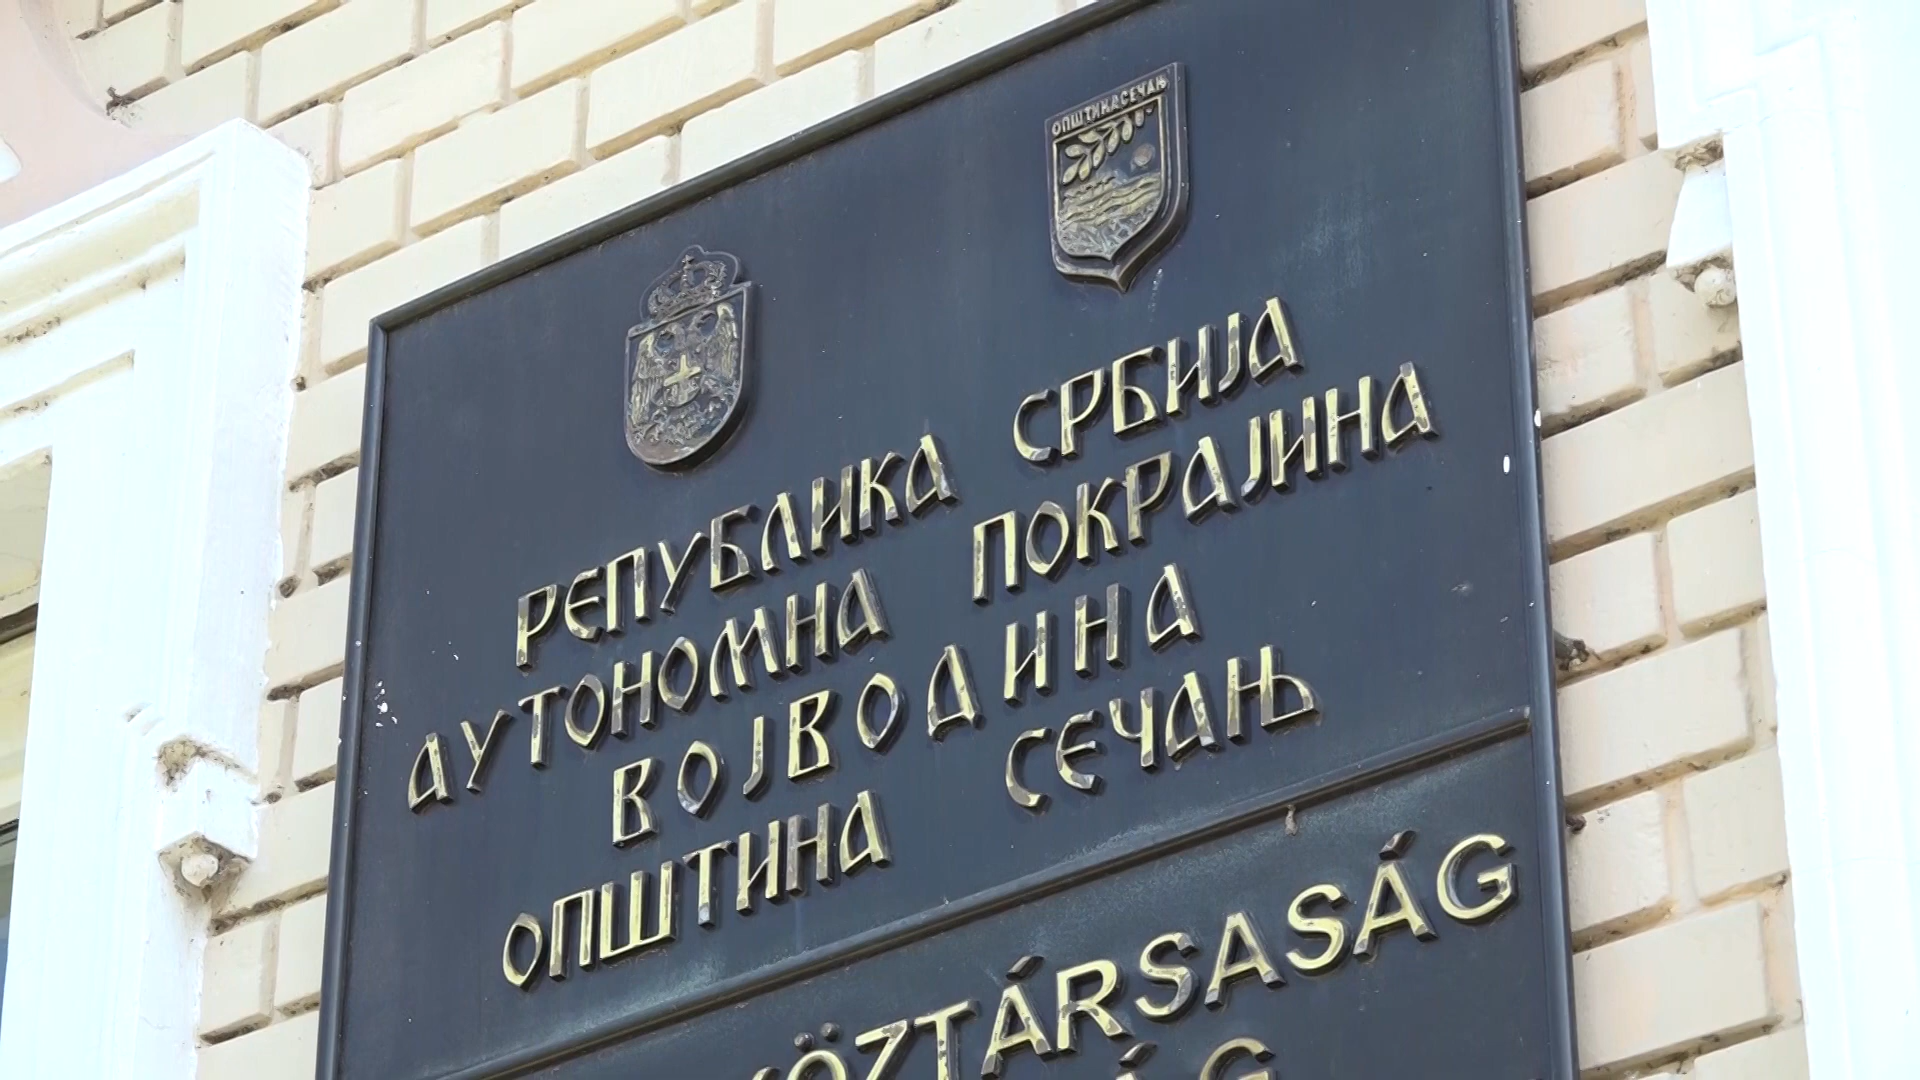 ОПШТИНА СЕЧАЊ
РЕПУБЛИКА СРБИЈА
АУТОНОМНА ПОКРАЈИНА
ВОЈВОДИНА
ОПШТИНА СЕЧАЊ
KÖZTÁRSASÁG